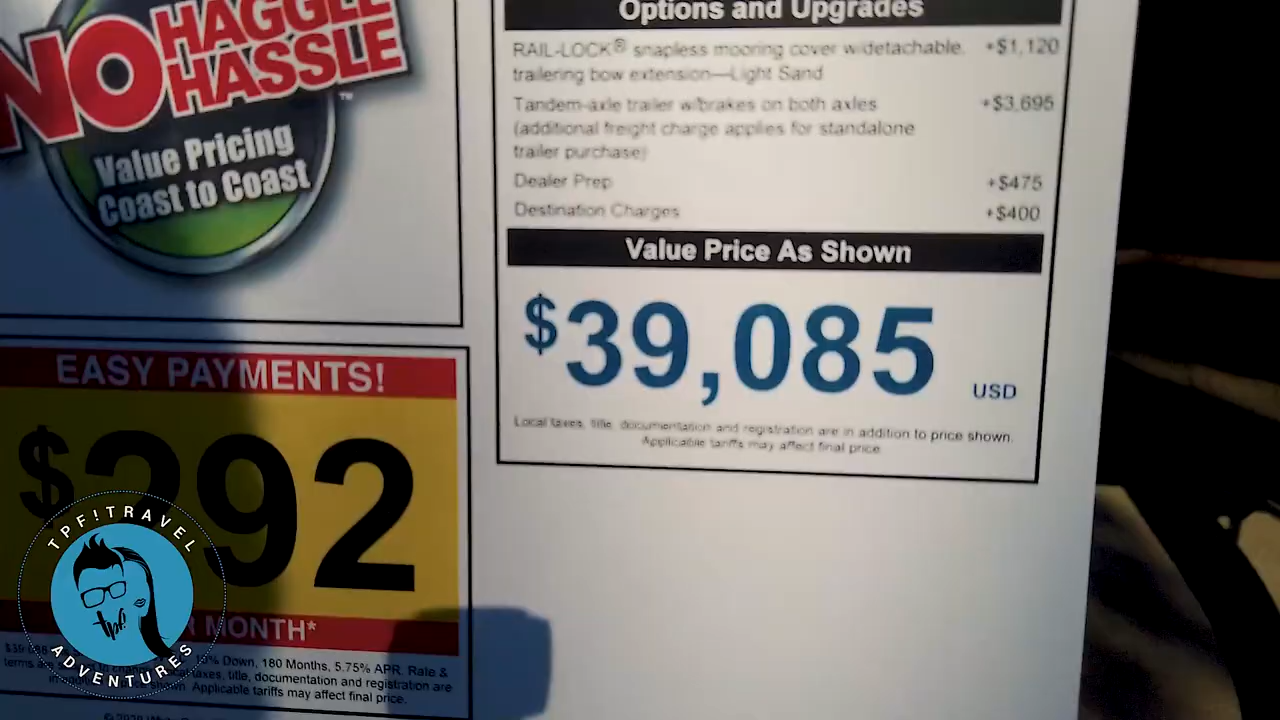 NO HAGGLE
HASSLE
™
Value Pricing
Coast to Coast
EASY PAYMENTS!
$292
MONTH*
Down, 180 Months, 5.75% APR. Rate &
taxes, title, documentation and registration are
shown. Applicable tariffs may affect final price.
Options and Upgrades
RAIL-LOCK® snapless mooring cover w/detachable, +$1,120
trailering bow extension—Light Sand
Tandem-axle trailer w/brakes on both axles +$3,695
(additional freight charge applies for standalone
trailer purchase)
Dealer Prep +$475
Destination Charges +$400
Value Price As Shown
$39,085 USD
Local taxes, title, documentation and registration are in addition to price shown.
Applicable tariffs may affect final price.
TPF!TRAVEL
tpf!
ADVENTURES